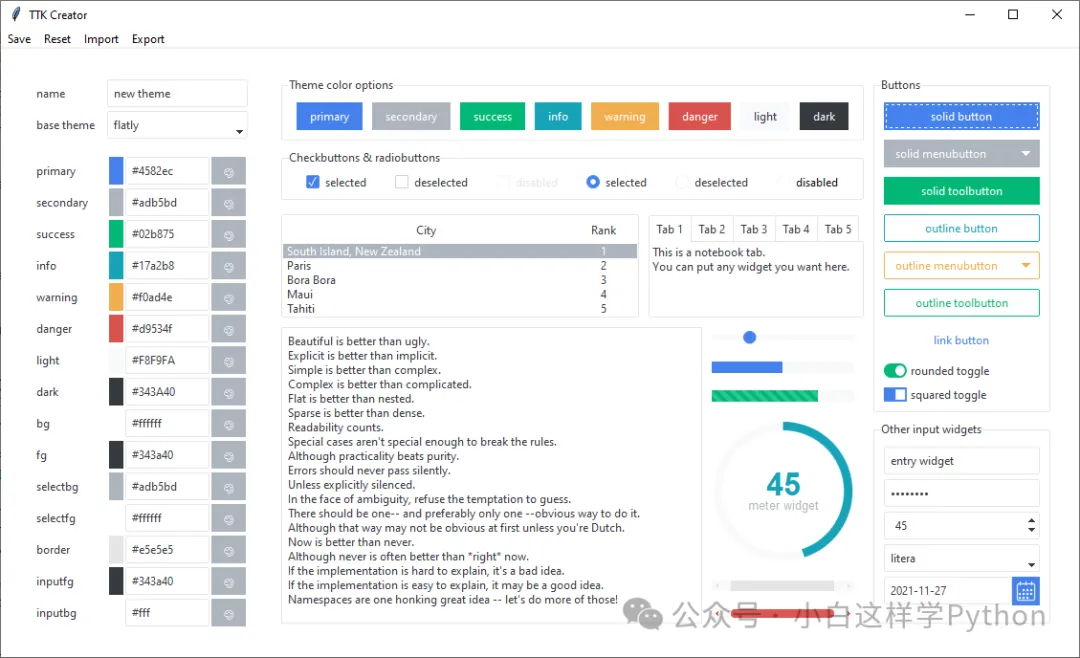 TTK Creator
Save Reset Import Export
name new theme
base theme flatly
primary #4582ec
secondary #adb5bd
success #02b875
info #17a2b8
warning #f0ad4e
danger #d9534f
light #F8F9FA
dark #343A40
bg #ffffff
fg #343a40
selectbg #adb5bd
selectfg #ffffff
border #e5e5e5
inputfg #343a40
inputbg #fff
Theme color options
primary secondary success info warning danger light dark
Checkbuttons & radiobuttons
selected deselected disabled selected deselected disabled
City Rank
South Island, New Zealand 1
Paris 2
Bora Bora 3
Maui 4
Tahiti 5
Tab 1 Tab 2 Tab 3 Tab 4 Tab 5
This is a notebook tab.
You can put any widget you want here.
Beautiful is better than ugly.
Explicit is better than implicit.
Simple is better than complex.
Complex is better than complicated.
Flat is better than nested.
Sparse is better than dense.
Readability counts.
Special cases aren't special enough to break the rules.
Although practicality beats purity.
Errors should never pass silently.
Unless explicitly silenced.
In the face of ambiguity, refuse the temptation to guess.
There should be one-- and preferably only one --obvious way to do it.
Although that way may not be obvious at first unless you're Dutch.
Now is better than never.
Although never is often better than *right* now.
If the implementation is hard to explain, it's a bad idea.
If the implementation is easy to explain, it may be a good idea.
Namespaces are one honking great idea -- let's do more of those!
45
meter widget
Buttons
solid button
solid menubutton
solid toolbutton
outline button
outline menubutton
outline toolbutton
link button
rounded toggle
squared toggle
Other input widgets
entry widget
••••••••
45
litera
2021-11-27
公众号 · 小白这样学Python